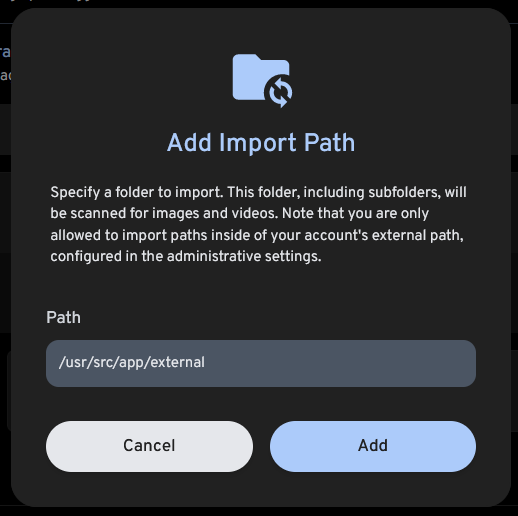 Add Import Path
Specify a folder to import. This folder, including subfolders, will
be scanned for images and videos. Note that you are only
allowed to import paths inside of your account's external path,
configured in the administrative settings.
Path
/usr/src/app/external
Cancel
Add